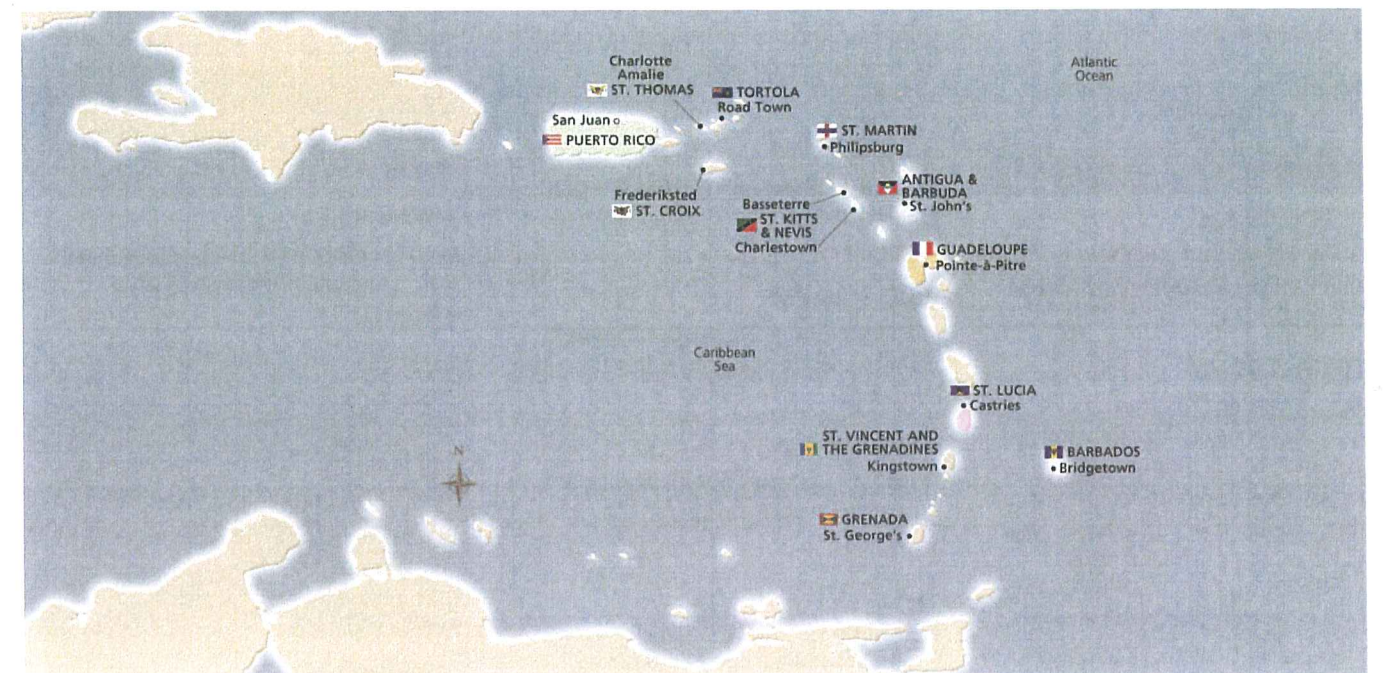 Charlotte
Amalie
ST. THOMAS
TORTOLA
Road Town
San Juan
PUERTO RICO
Frederiksted
ST. CROIX
ST. MARTIN
Philipsburg
ANTIGUA &
BARBUDA
St. John's
Basseterre
ST. KITTS
& NEVIS
Charlestown
GUADELOUPE
Pointe-à-Pitre
Atlantic
Ocean
Caribbean
Sea
ST. LUCIA
Castries
ST. VINCENT AND
THE GRENADINES
Kingstown
BARBADOS
Bridgetown
GRENADA
St. George's
N